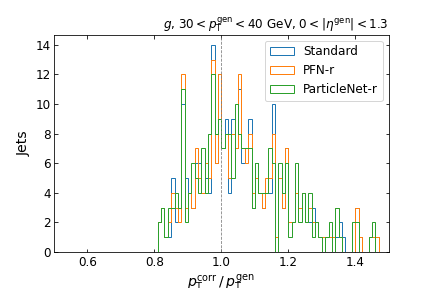 g, 30 < p_T^gen < 40 GeV, 0 < |η^gen| < 1.3
Standard
PFN-r
ParticleNet-r
Jets
14
12
10
8
6
4
2
0
0.6 0.8 1.0 1.2 1.4
p_T^corr / p_T^gen